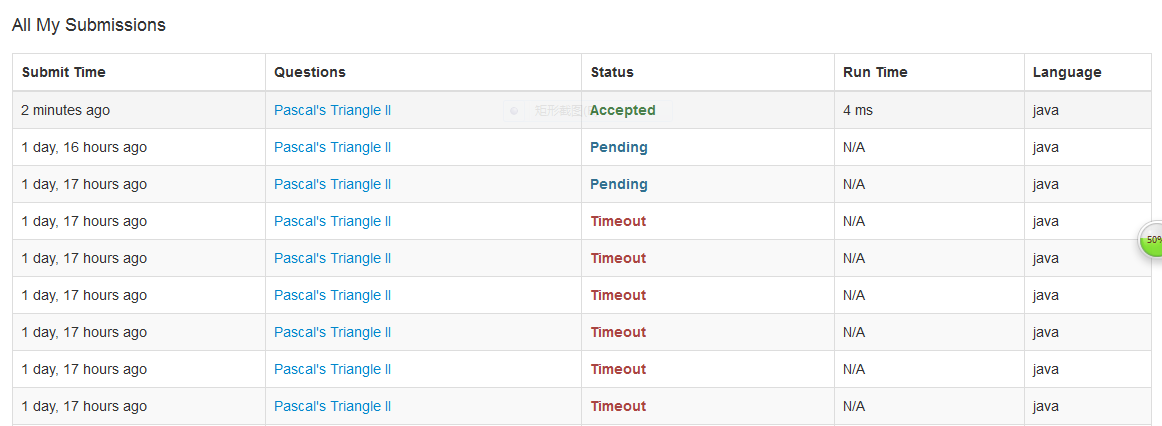 All My Submissions
Submit Time Questions Status Run Time Language
2 minutes ago Pascal's Triangle II Accepted 4 ms java
1 day, 16 hours ago Pascal's Triangle II Pending N/A java
1 day, 17 hours ago Pascal's Triangle II Pending N/A java
1 day, 17 hours ago Pascal's Triangle II Timeout N/A java
1 day, 17 hours ago Pascal's Triangle II Timeout N/A java
50%
1 day, 17 hours ago Pascal's Triangle II Timeout N/A java
1 day, 17 hours ago Pascal's Triangle II Timeout N/A java
1 day, 17 hours ago Pascal's Triangle II Timeout N/A java
1 day, 17 hours ago Pascal's Triangle II Timeout N/A java